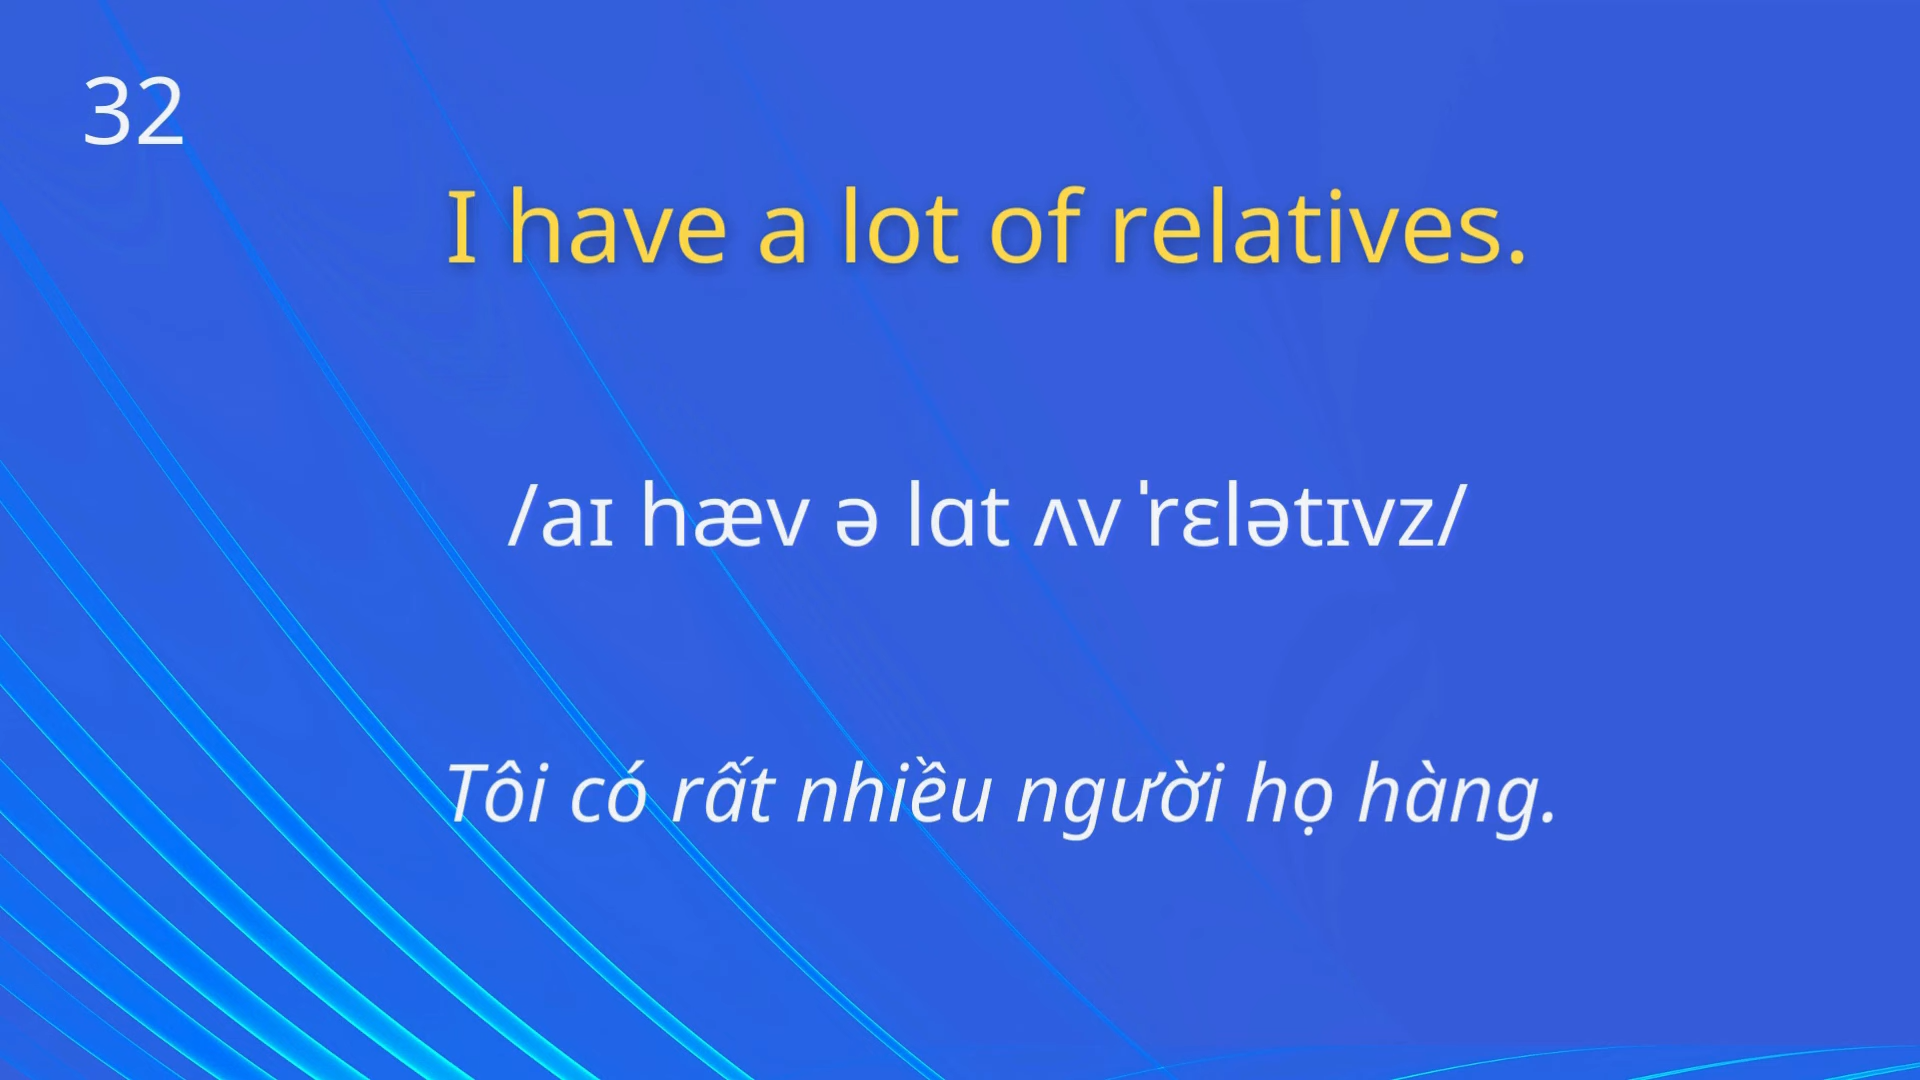 32
I have a lot of relatives.
/aɪ hæv ə lɑt ʌv ˈrɛlətɪvz/
Tôi có rất nhiều người họ hàng.